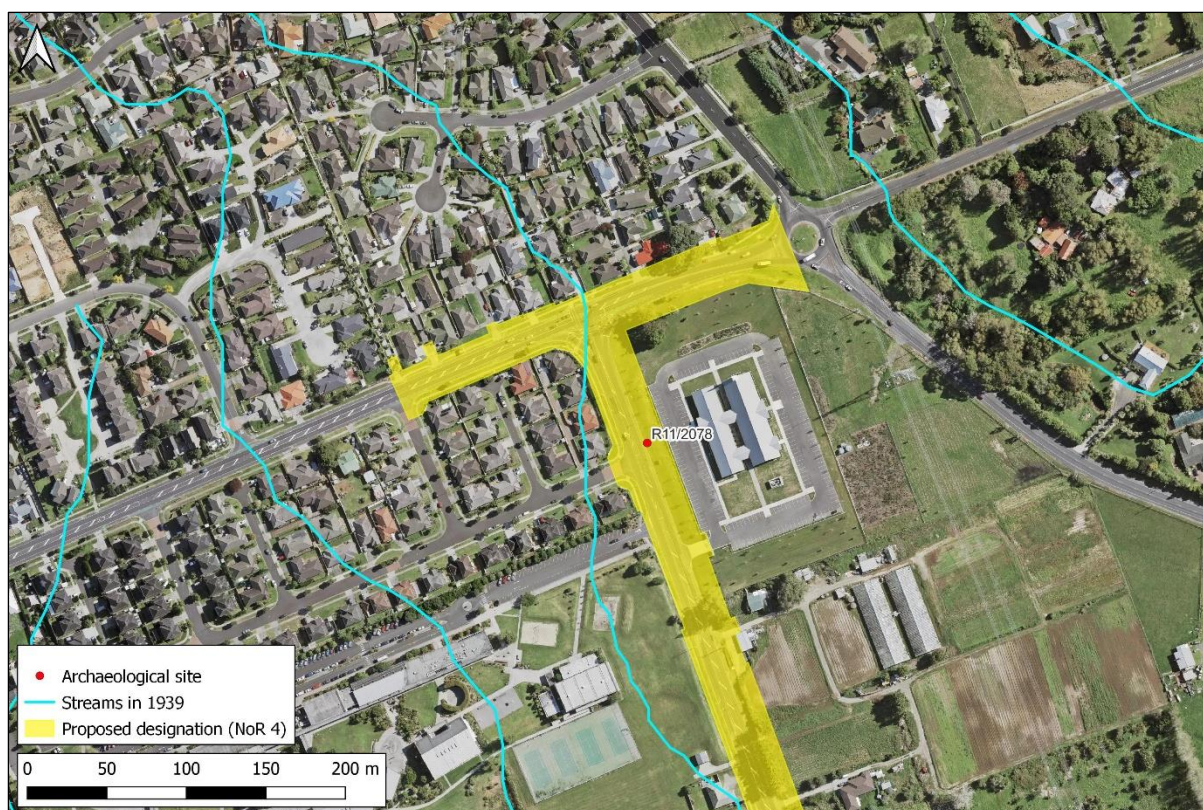 R11/2078
Archaeological site
Streams in 1939
Proposed designation (NoR 4)
0 50 100 150 200 m